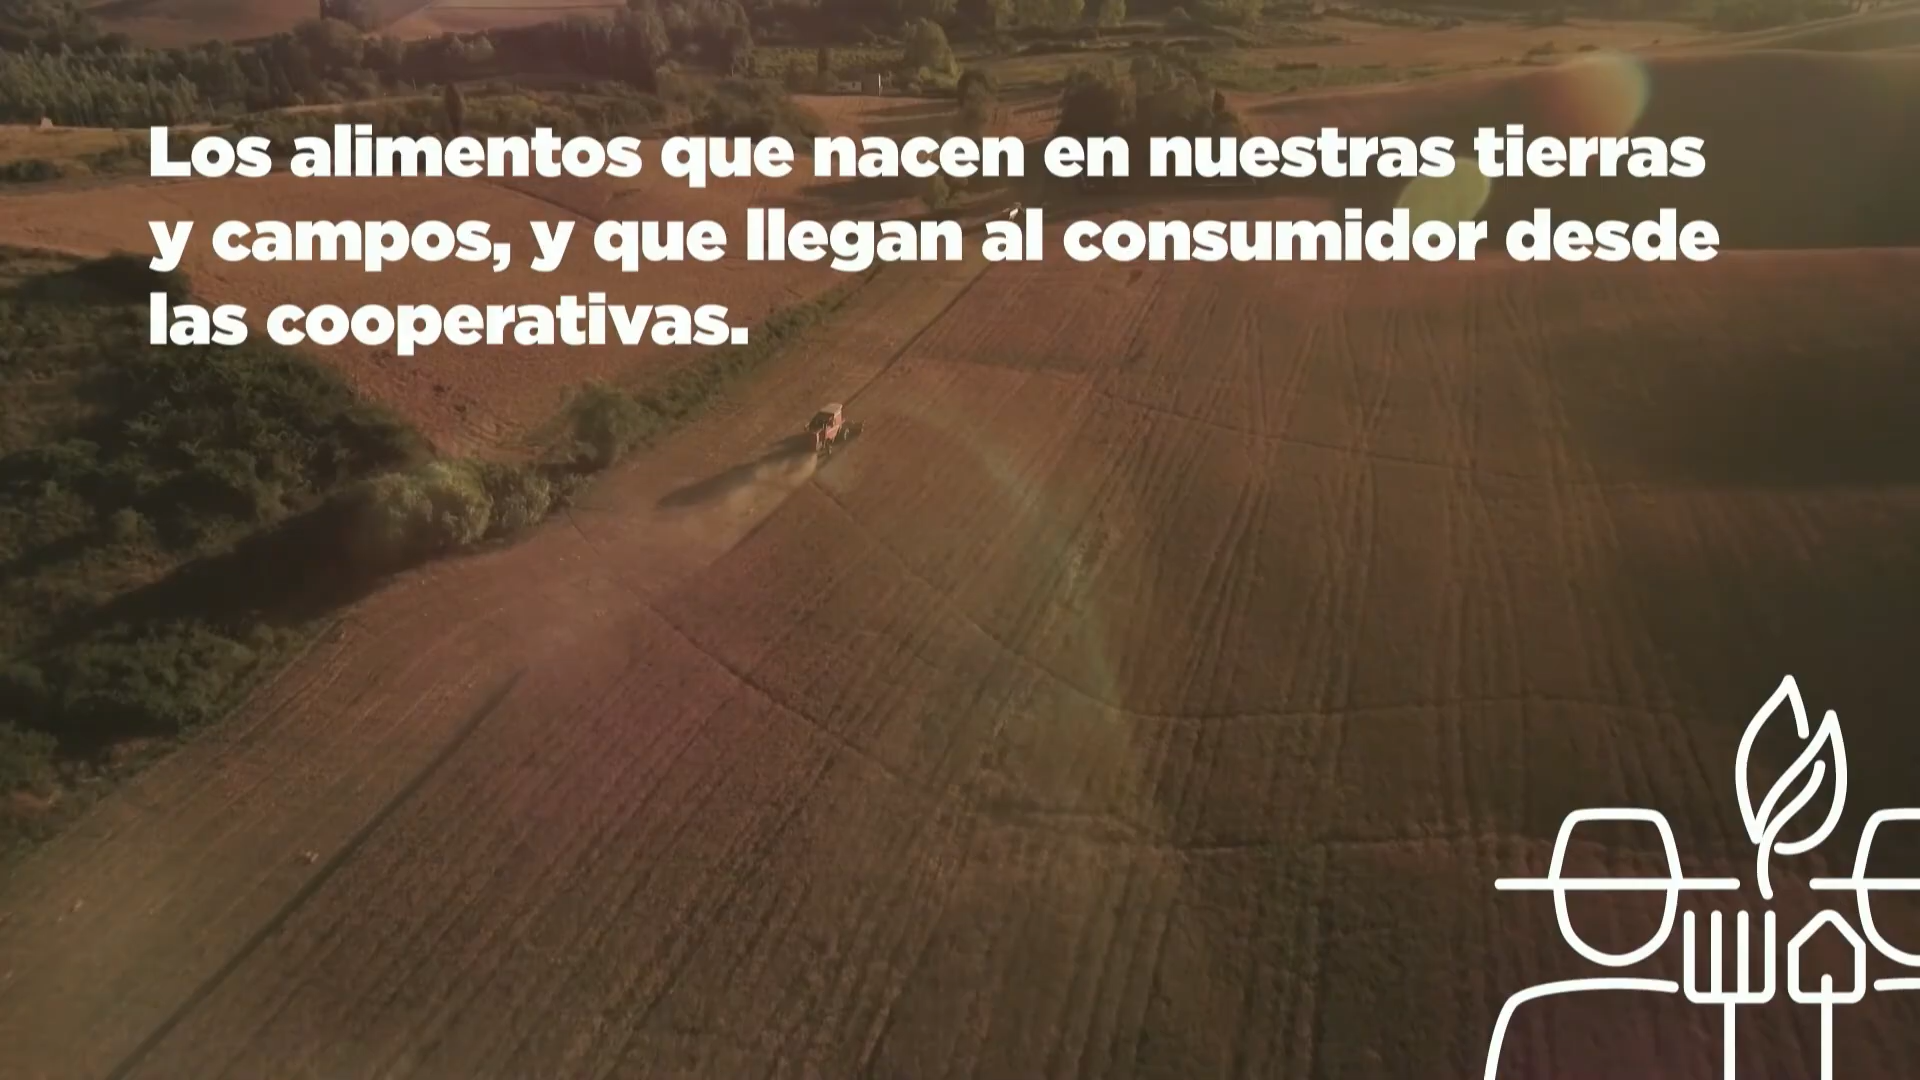 Los alimentos que nacen en nuestras tierras
y campos, y que llegan al consumidor desde
las cooperativas.